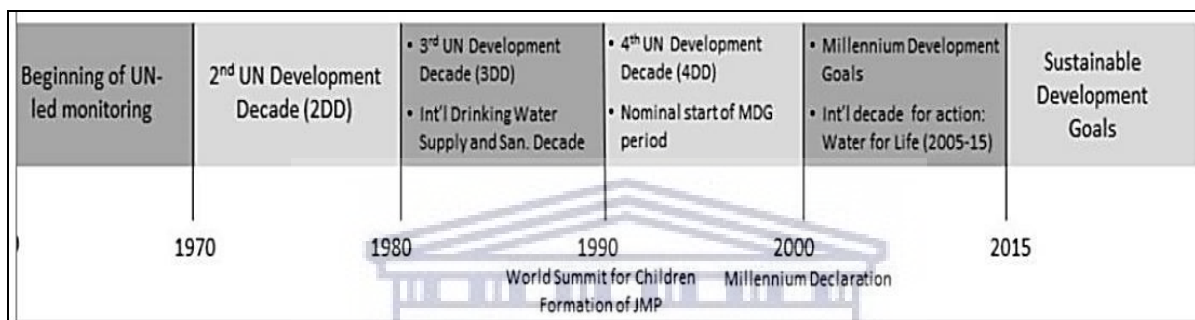 Beginning of UN-
led monitoring
2nd UN Development
Decade (2DD)
• 3rd UN Development
Decade (3DD)
• Int'l Drinking Water
Supply and San. Decade
• 4th UN Development
Decade (4DD)
• Nominal start of MDG
period
• Millennium Development
Goals
• Int'l decade for action:
Water for Life (2005-15)
Sustainable
Development
Goals
1970
1980
1990
2000
2015
World Summit for Children
Formation of JMP
Millennium Declaration